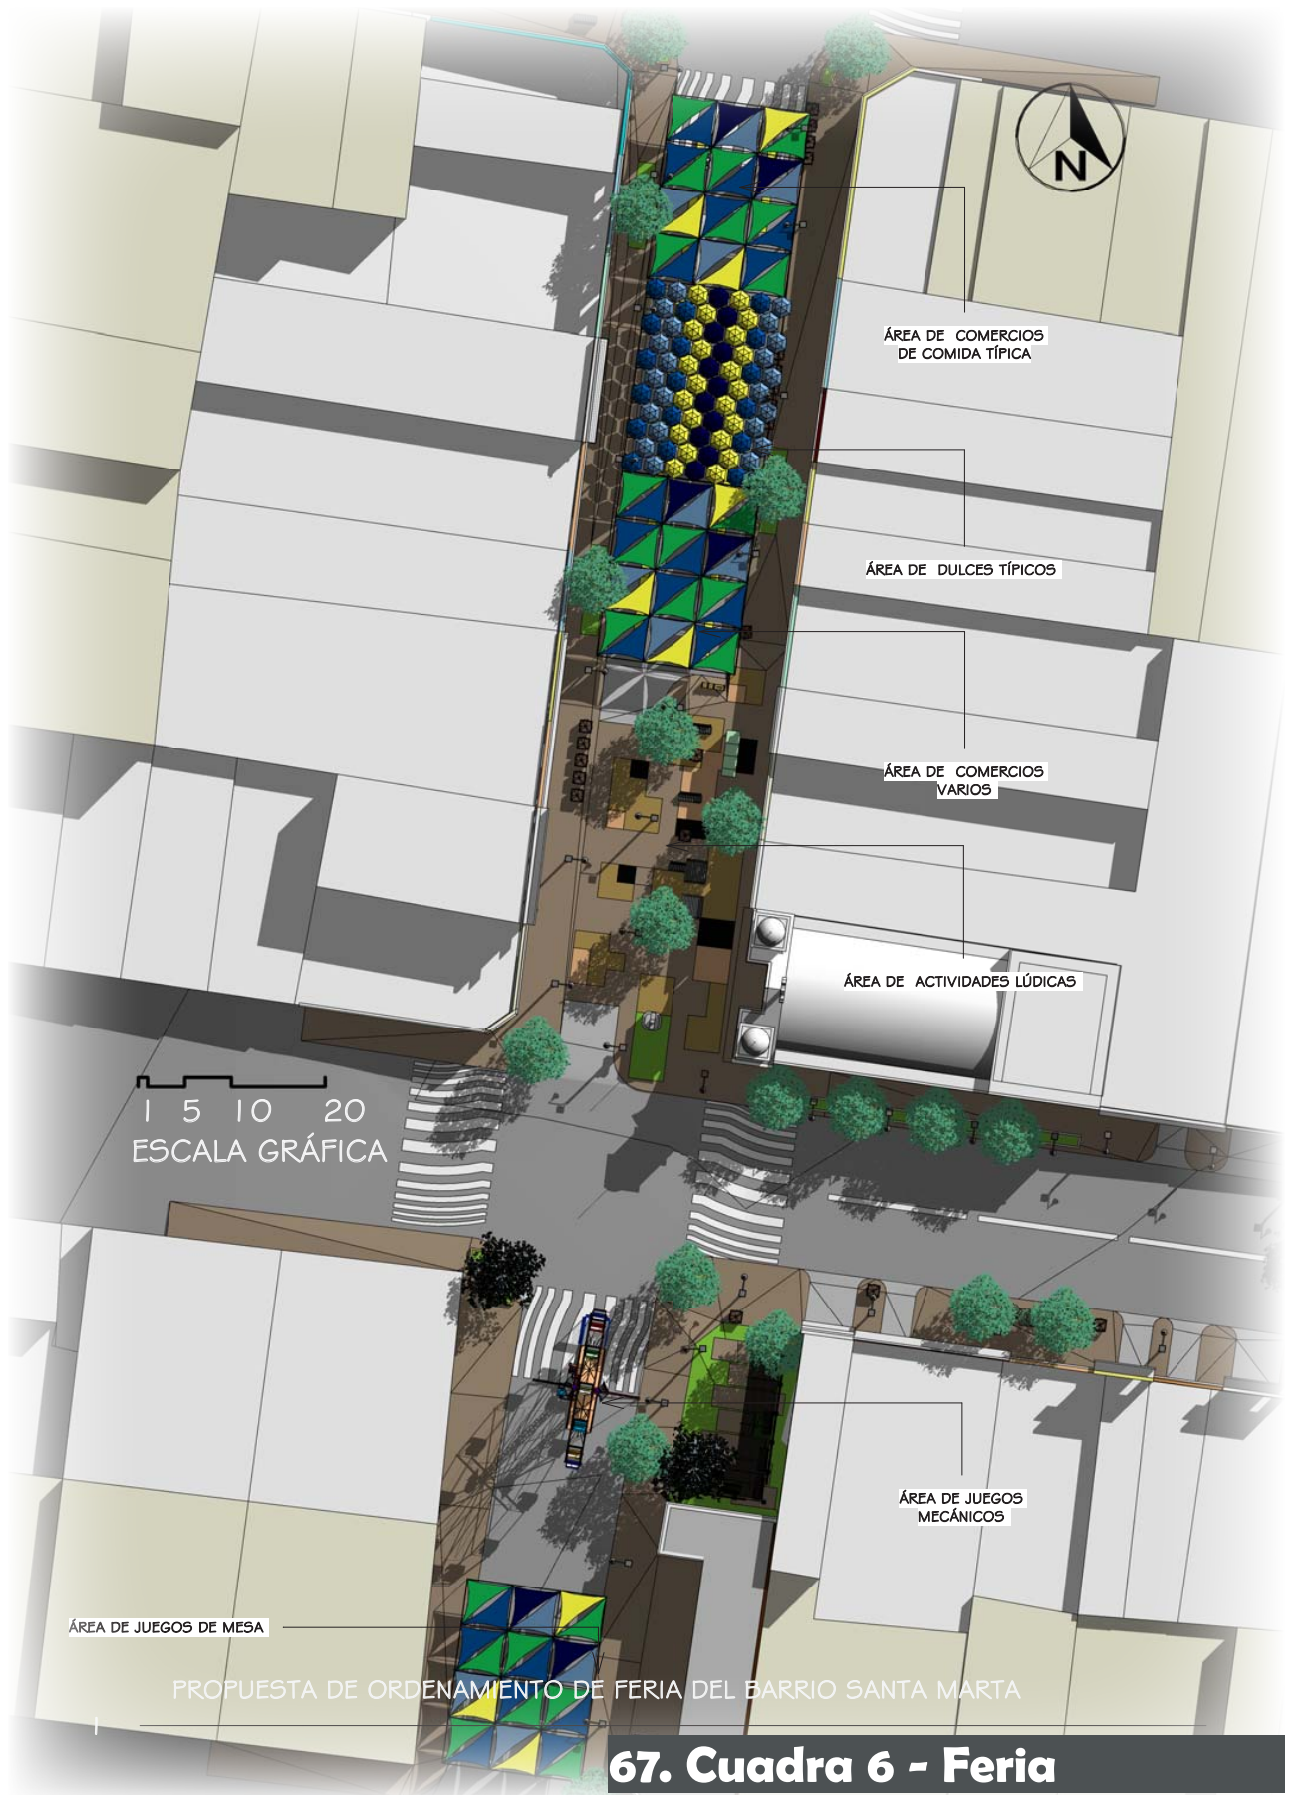 N
ÁREA DE COMERCIOS
DE COMIDA TÍPICA
ÁREA DE DULCES TÍPICOS
ÁREA DE COMERCIOS
VARIOS
ÁREA DE ACTIVIDADES LÚDICAS
1 5 10 20
ESCALA GRÁFICA
ÁREA DE JUEGOS
MECÁNICOS
ÁREA DE JUEGOS DE MESA
PROPUESTA DE ORDENAMIENTO DE FERIA DEL BARRIO SANTA MARTA
67. Cuadra 6 - Feria